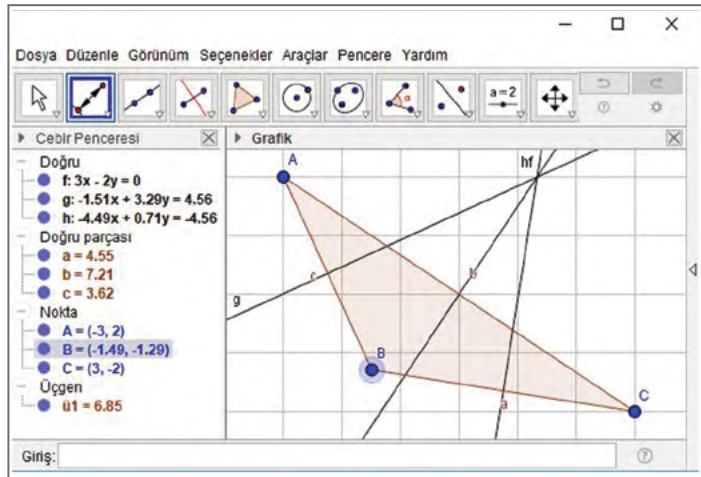 Dosya Düzenle Görünüm Seçenekler Araçlar Pencere Yardım
a=2
Cebir Penceresi
Doğru
f: 3x - 2y = 0
g: -1.51x + 3.29y = 4.56
h: -4.49x + 0.71y = -4.56
Doğru parçası
a = 4.55
b = 7.21
c = 3.62
Nokta
A = (-3, 2)
B = (-1.49, -1.29)
C = (3, -2)
Üçgen
ü1 = 6.85
Grafik
A
hf
c
b
g
B
a
C
Giriş: